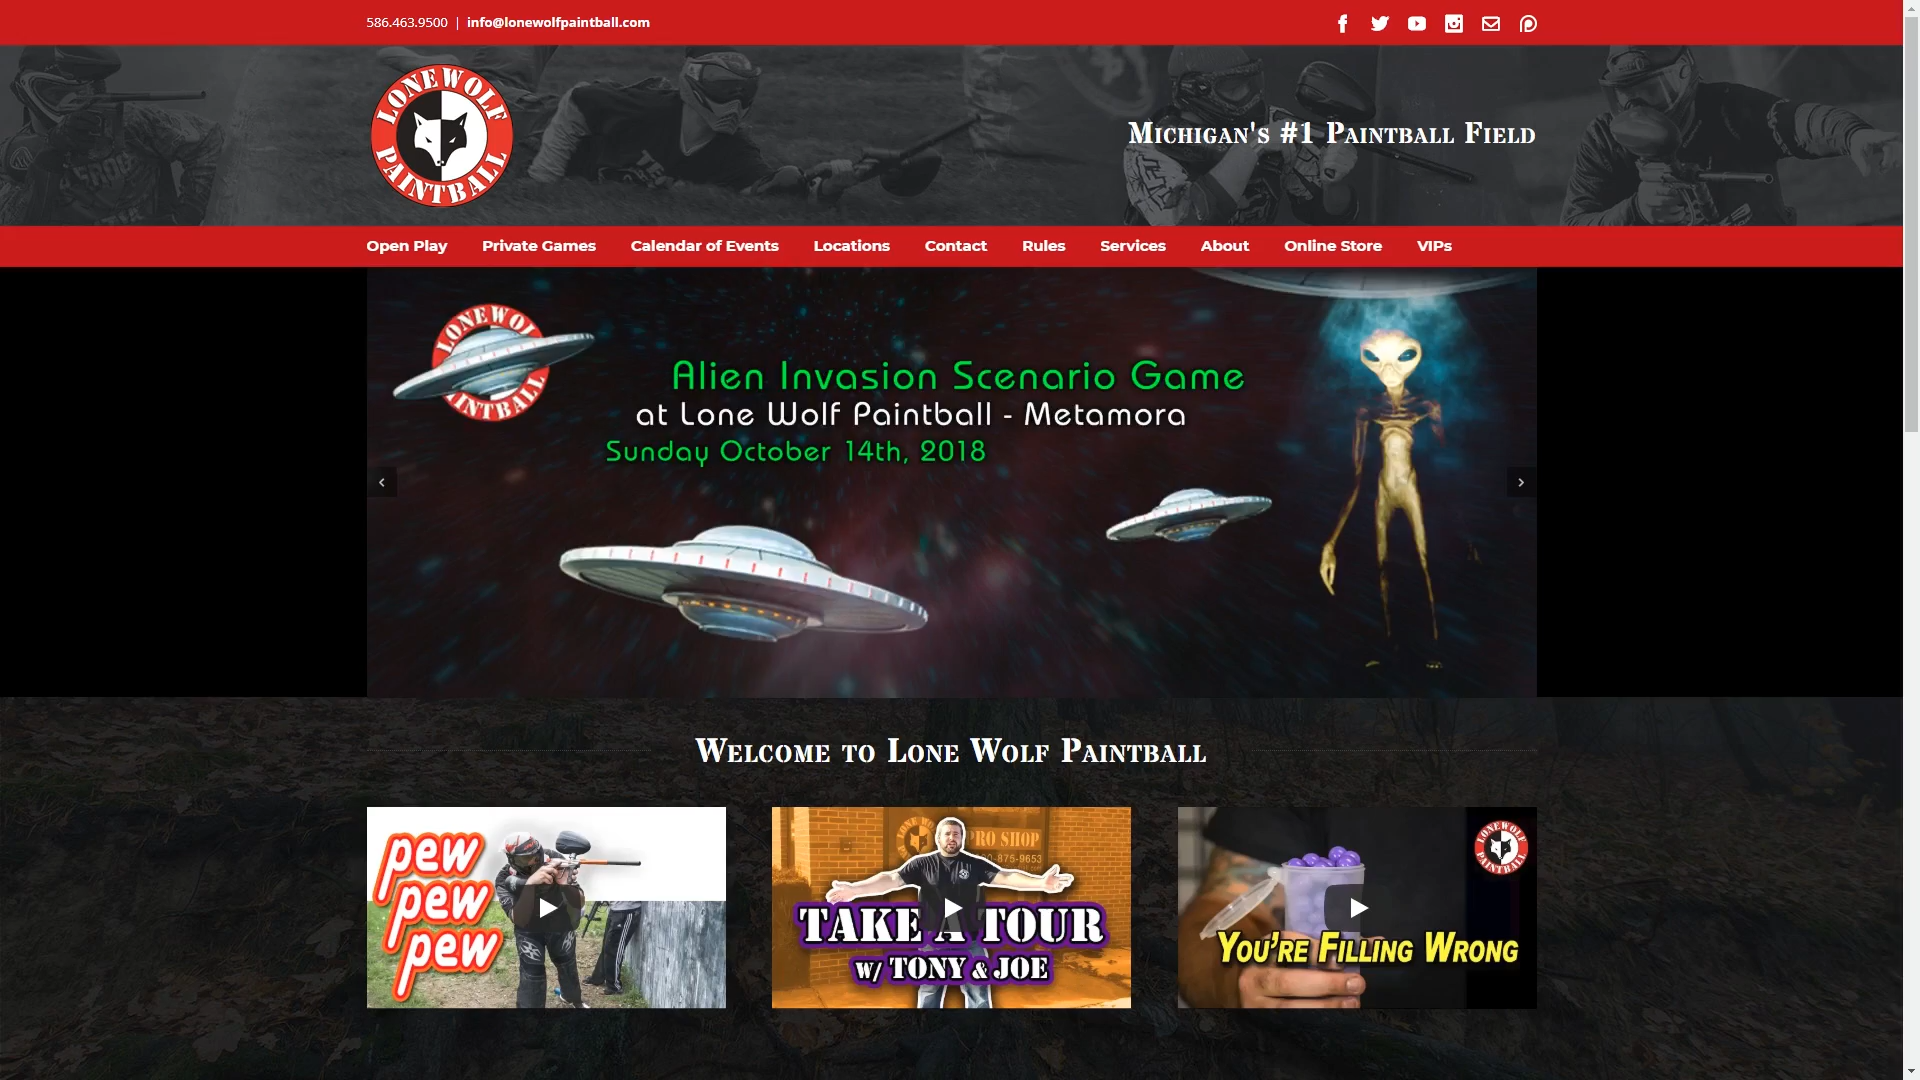 586.463.9500 | info@lonewolfpaintball.com
LONE WOLF
PAINTBALL
Michigan's #1 Paintball Field
Open Play Private Games Calendar of Events Locations Contact Rules Services About Online Store VIPs
Alien Invasion Scenario Game
at Lone Wolf Paintball - Metamora
Sunday October 14th, 2018
Welcome to Lone Wolf Paintball
pew
pew
pew
PRO SHOP
TAKE A TOUR
W/ TONY & JOE
LONE WOLF
PAINTBALL
You're Filling Wrong